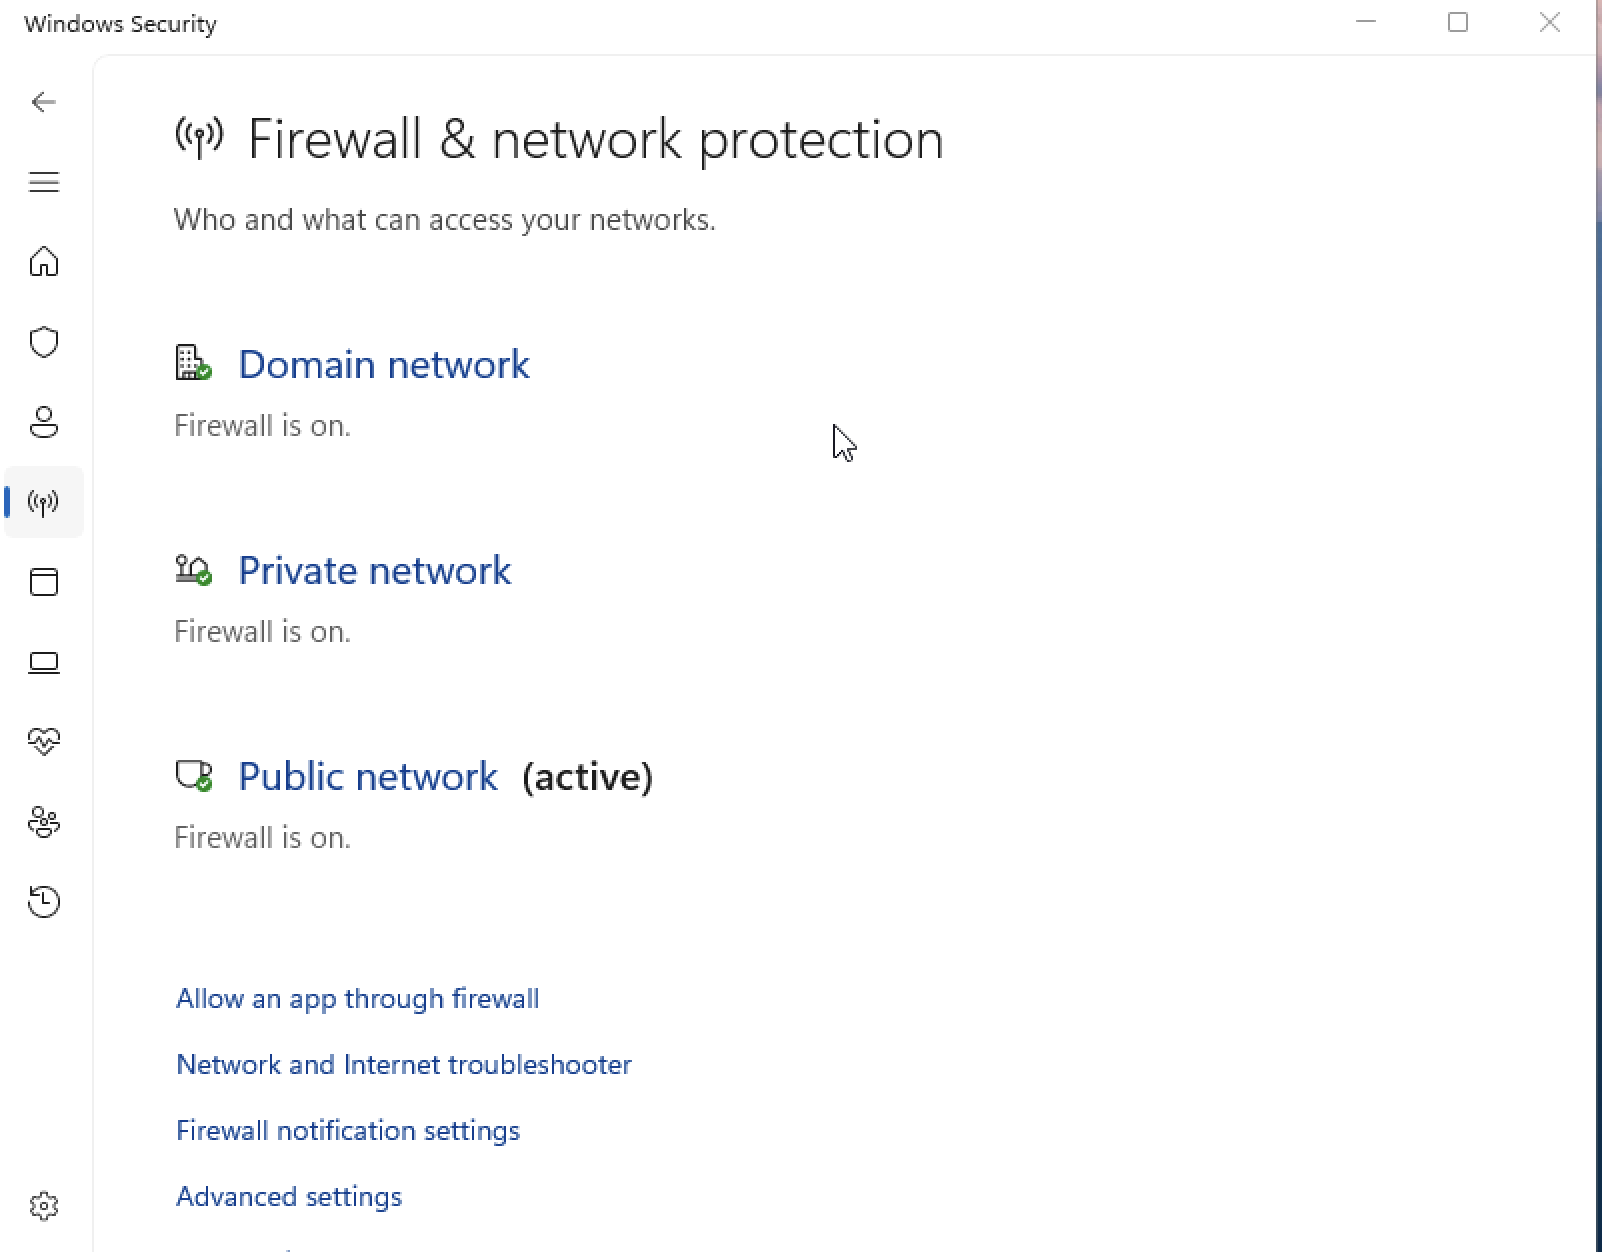 Windows Security
Firewall & network protection
Who and what can access your networks.
Domain network
Firewall is on.
Private network
Firewall is on.
Public network (active)
Firewall is on.
Allow an app through firewall
Network and Internet troubleshooter
Firewall notification settings
Advanced settings